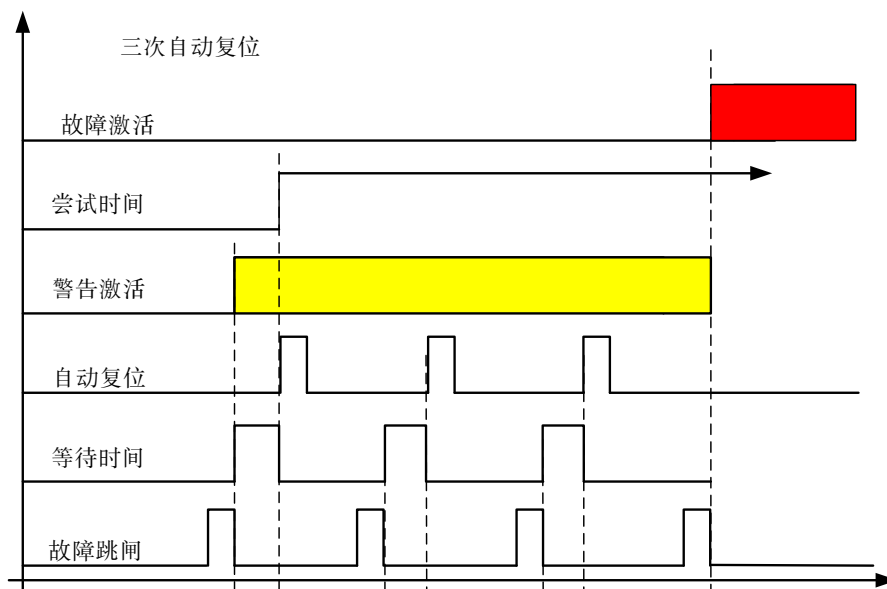 三次自动复位
故障激活
尝试时间
警告激活
自动复位
等待时间
故障跳闸